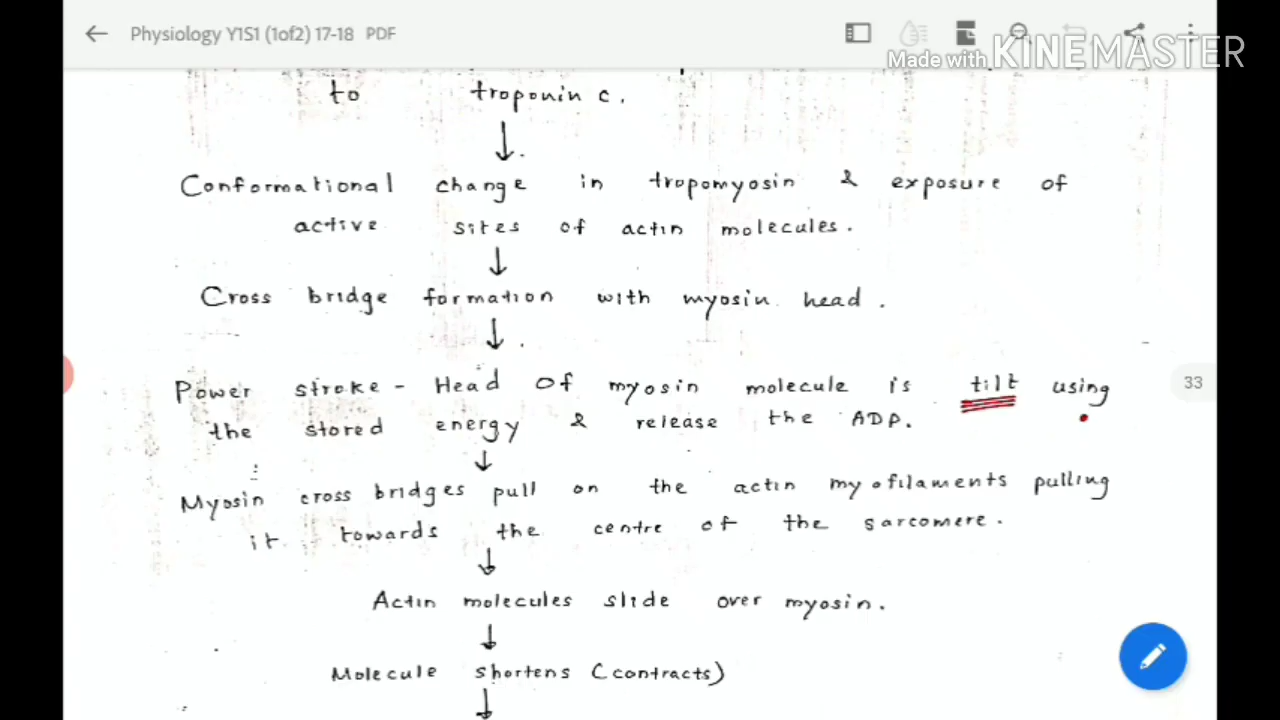 Physiology Y1S1 (1of2) 17-18 PDF
Made with KINEMASTER
to troponin c.
Conformational change in tropomyosin & exposure of
active sites of actin molecules.
Cross bridge formation with myosin head.
33
Power stroke - Head of myosin molecule is tilt using
the stored energy & release the ADP.
Myosin cross bridges pull on the actin myofilaments pulling
it towards the centre of the sarcomere.
Actin molecules slide over myosin.
Molecule shortens (contracts)